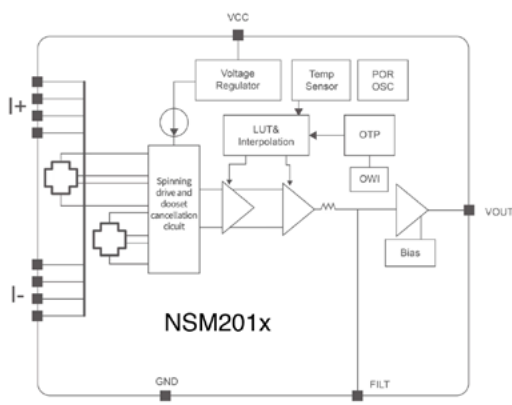 VCC
Voltage
Regulator
Temp
Sensor
POR
OSC
I+
LUT&
Interpolation
OTP
OWI
Spinning
drive and
dooset
cancellation
cicuit
VOUT
Bias
I-
NSM201x
GND
FILT